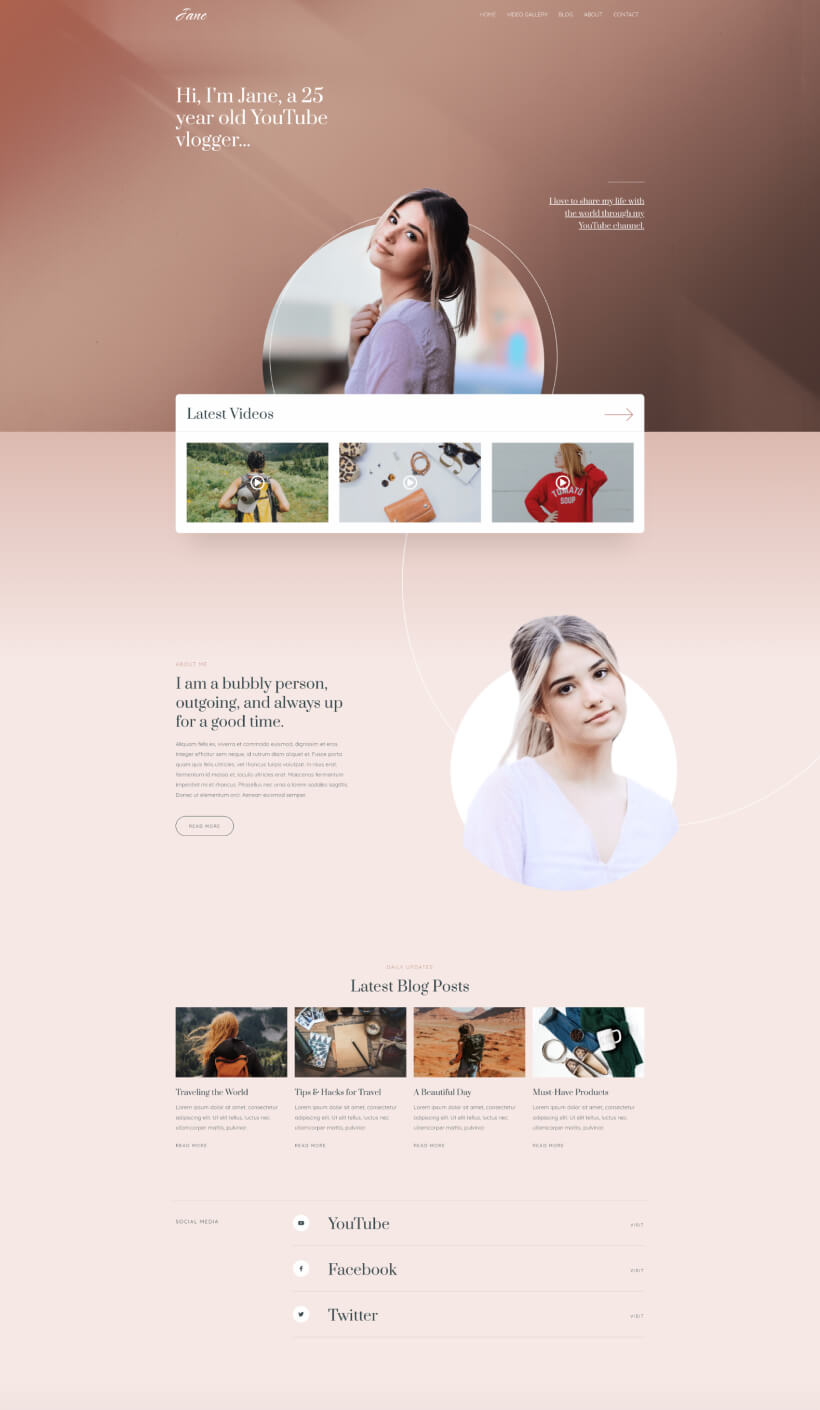 Jane
HOME VIDEO GALLERY BLOG ABOUT CONTACT
Hi, I'm Jane, a 25
year old YouTube
vlogger...
I love to share my life with
the world through my
YouTube channel.
Latest Videos
TOMATO
SOUP
ABOUT ME
I am a bubbly person,
outgoing, and always up
for a good time.
Aliquam felis ex, viverra et commodo euismod, dignissim et eros.
Integer efficitur sem neque, id rutrum diam aliquet et. Fusce porta
quam quis felis ultricies, vel rhoncus turpis volutpat. In risus erat,
fermentum id massa et, iaculis ultricies erat. Maecenas fermentum
imperdiet mi et rhoncus. Phasellus nec urna a lorem sodales sagittis.
Donec ut elementum orci. Aenean euismod semper.
READ MORE
DAILY UPDATES
Latest Blog Posts
Traveling the World
Lorem ipsum dolor sit amet, consectetur
adipiscing elit. Ut elit tellus, luctus nec
ullamcorper mattis, pulvinar.
READ MORE
Tips & Hacks for Travel
Lorem ipsum dolor sit amet, consectetur
adipiscing elit. Ut elit tellus, luctus nec
ullamcorper mattis, pulvinar.
READ MORE
A Beautiful Day
Lorem ipsum dolor sit amet, consectetur
adipiscing elit. Ut elit tellus, luctus nec
ullamcorper mattis, pulvinar.
READ MORE
Must-Have Products
Lorem ipsum dolor sit amet, consectetur
adipiscing elit. Ut elit tellus, luctus nec
ullamcorper mattis, pulvinar.
READ MORE
SOCIAL MEDIA
YouTube VISIT
Facebook VISIT
Twitter VISIT